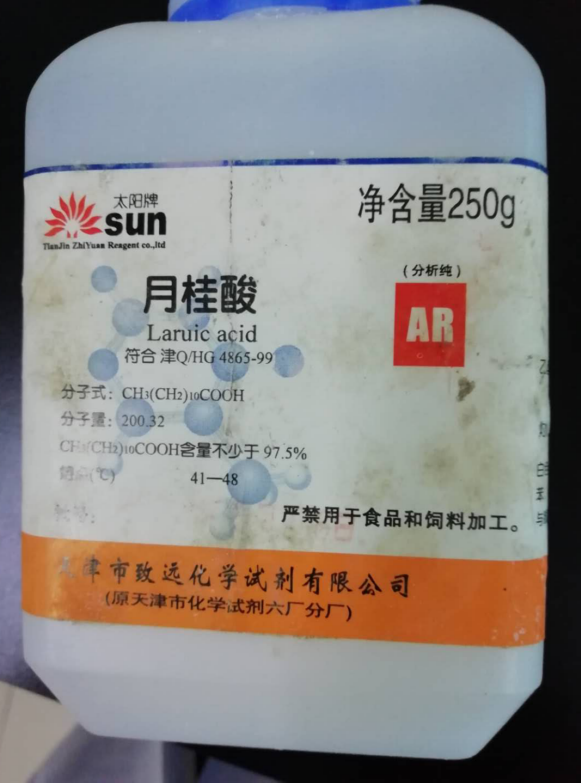 太阳牌
sun
TianJin ZhiYuan Reagent co.,ltd
净含量250g
(分析纯)
AR
月桂酸
Laruic acid
符合津Q/HG 4865-99
分子式: CH3(CH2)10COOH
分子量: 200.32
CH3(CH2)10COOH含量不少于 97.5%
熔点(℃) 41—48
严禁用于食品和饲料加工。
天津市致远化学试剂有限公司
(原天津市化学试剂六厂分厂)